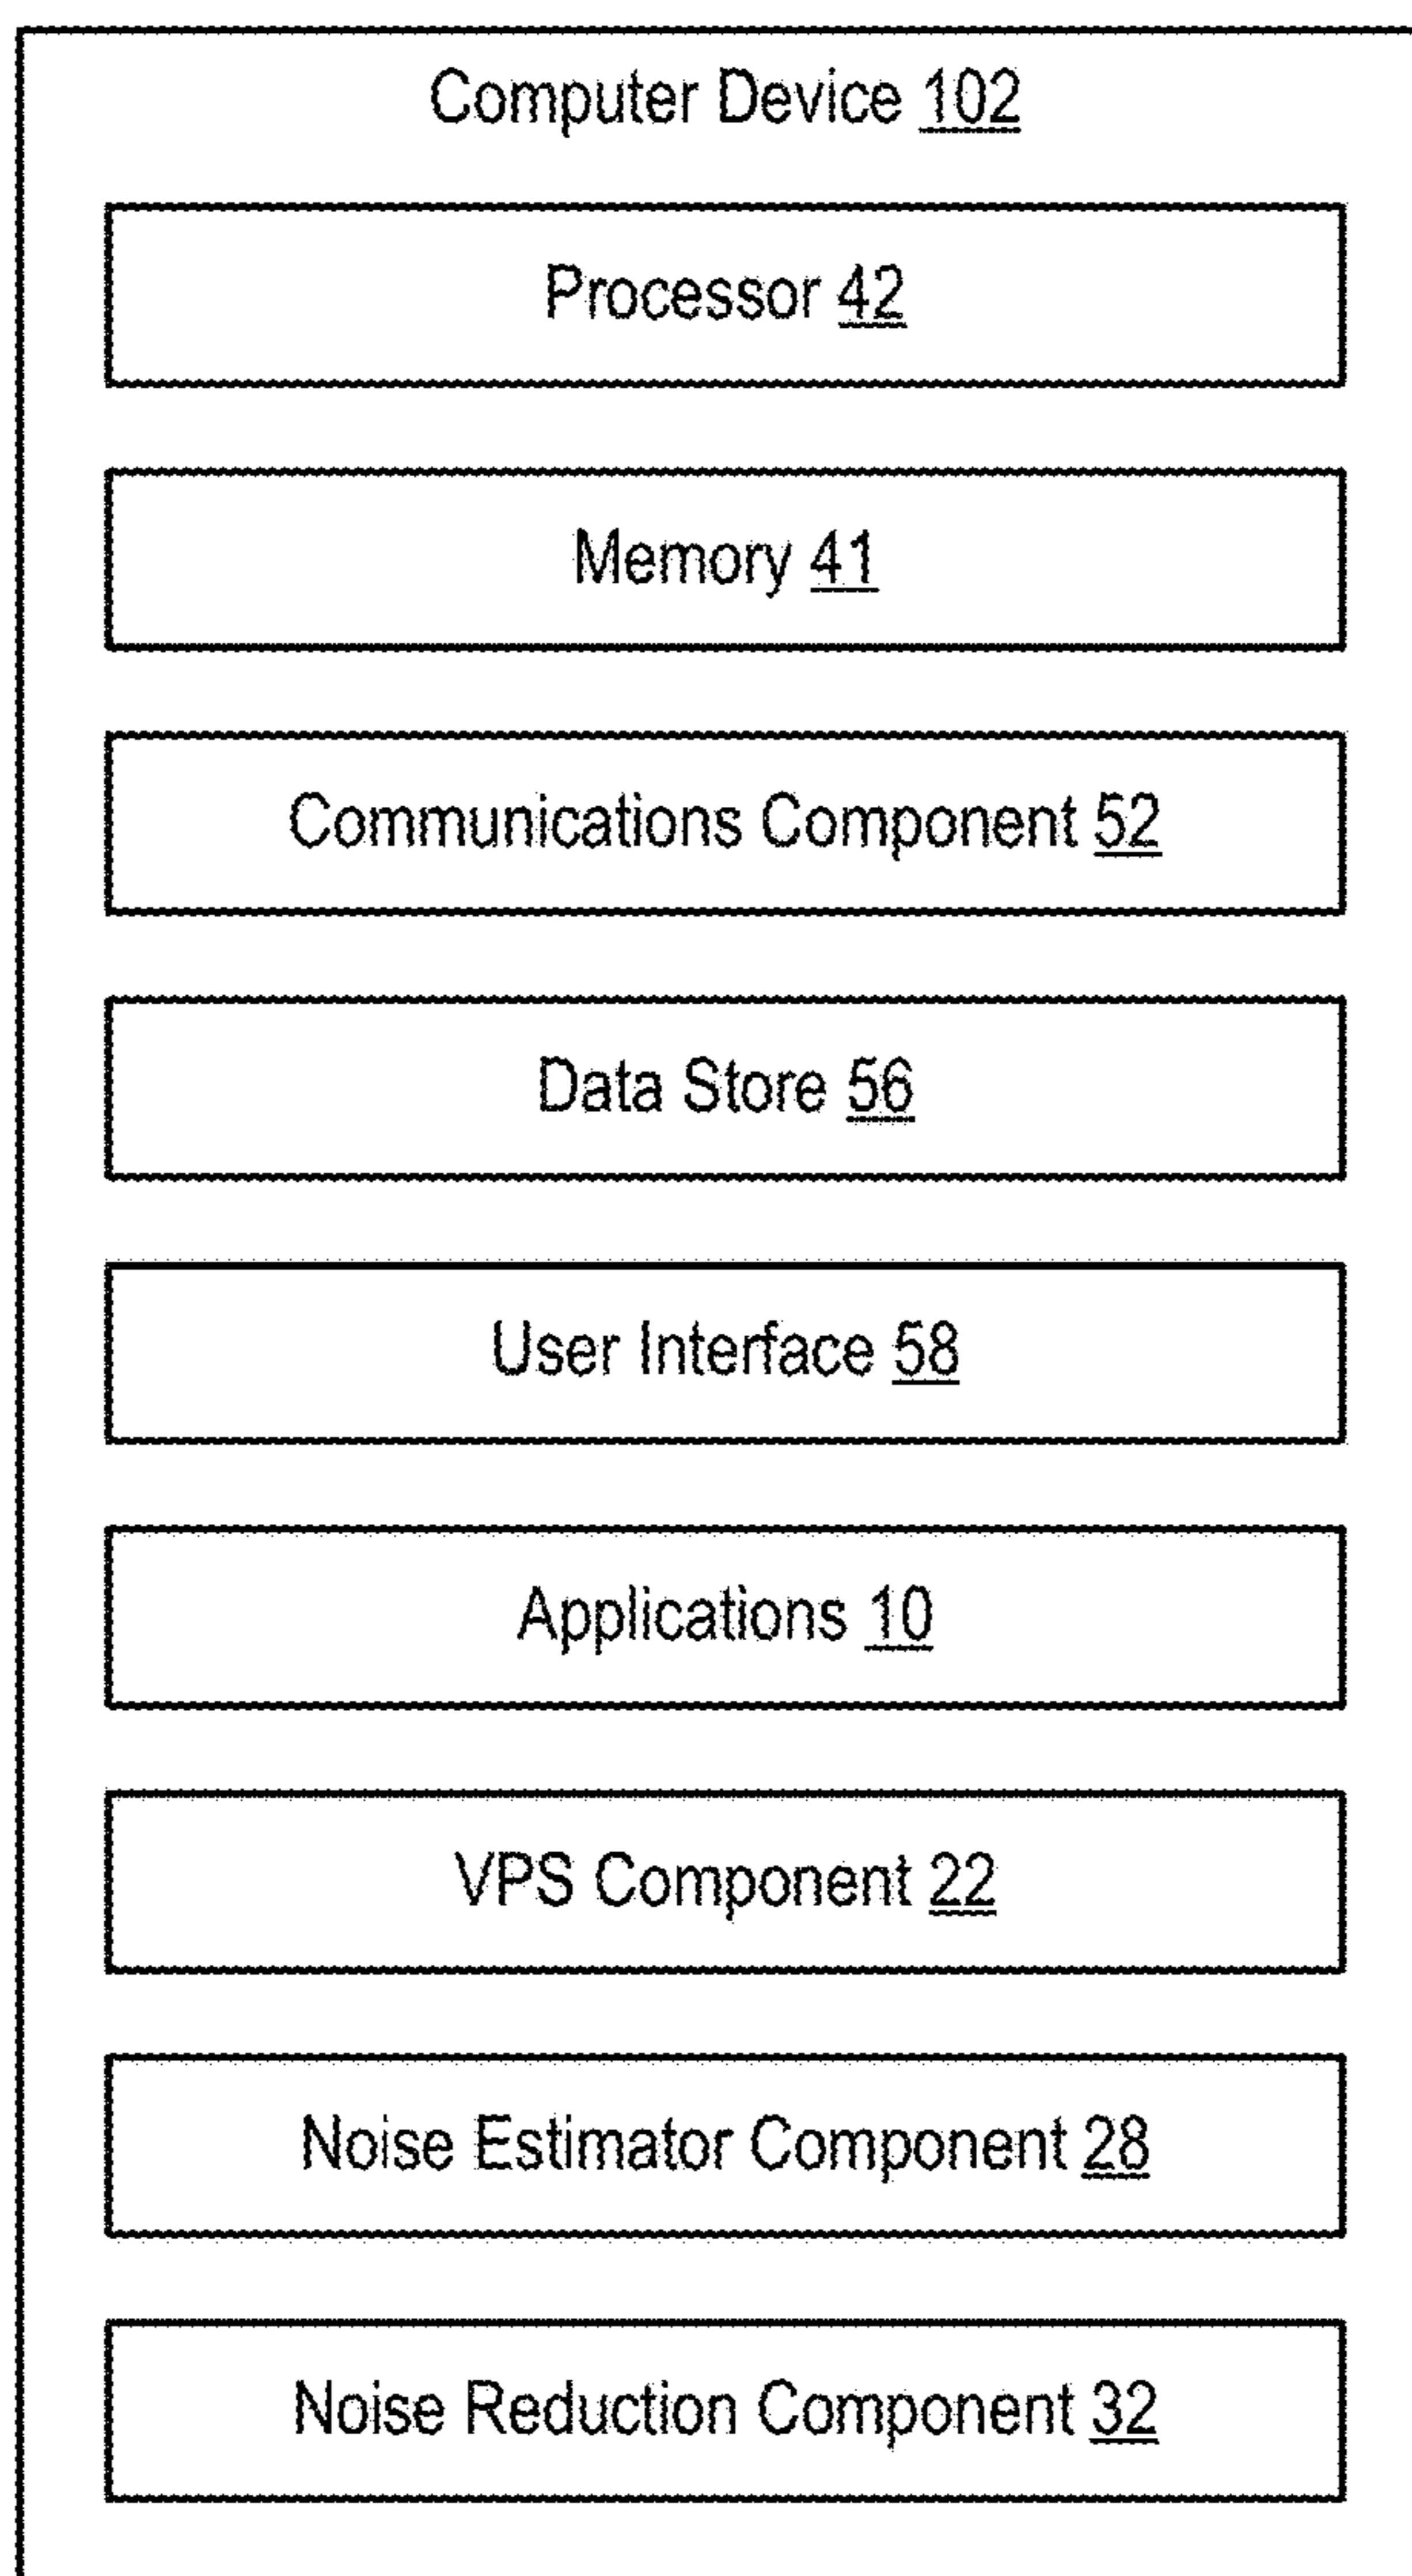 Computer Device 102
Processor 42
Memory 41
Communications Component 52
Data Store 56
User Interface 58
Applications 10
VPS Component 22
Noise Estimator Component 28
Noise Reduction Component 32